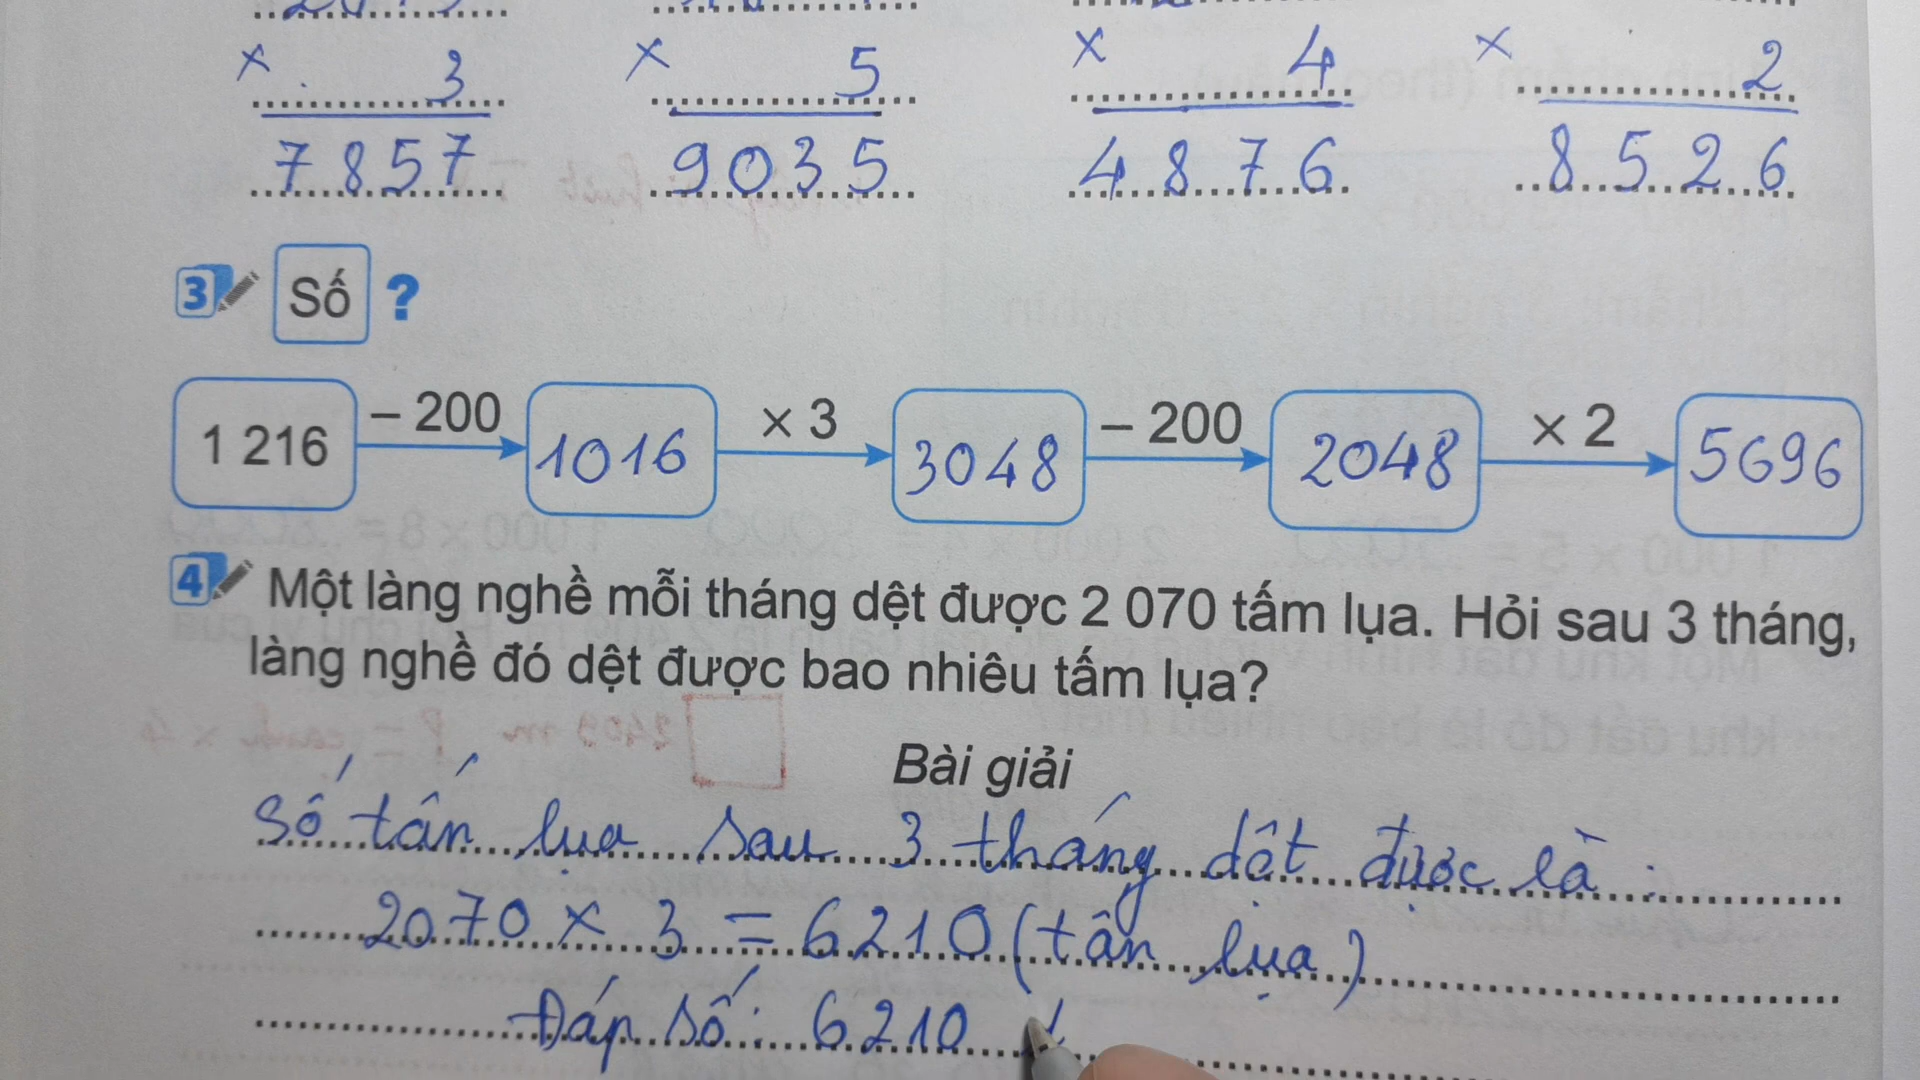 × 3 × 5 × 4 × 2
7857 9035 4876 8526
3 Số ?
1 216 – 200 1016 × 3 3048 – 200 2048 × 2 5696
4 Một làng nghề mỗi tháng dệt được 2 070 tấm lụa. Hỏi sau 3 tháng,
làng nghề đó dệt được bao nhiêu tấm lụa?
Bài giải
Số tấn lụa sau 3 tháng dệt được là :
2070 × 3 = 6210 (tấn lụa)
Đáp số: 6210 t